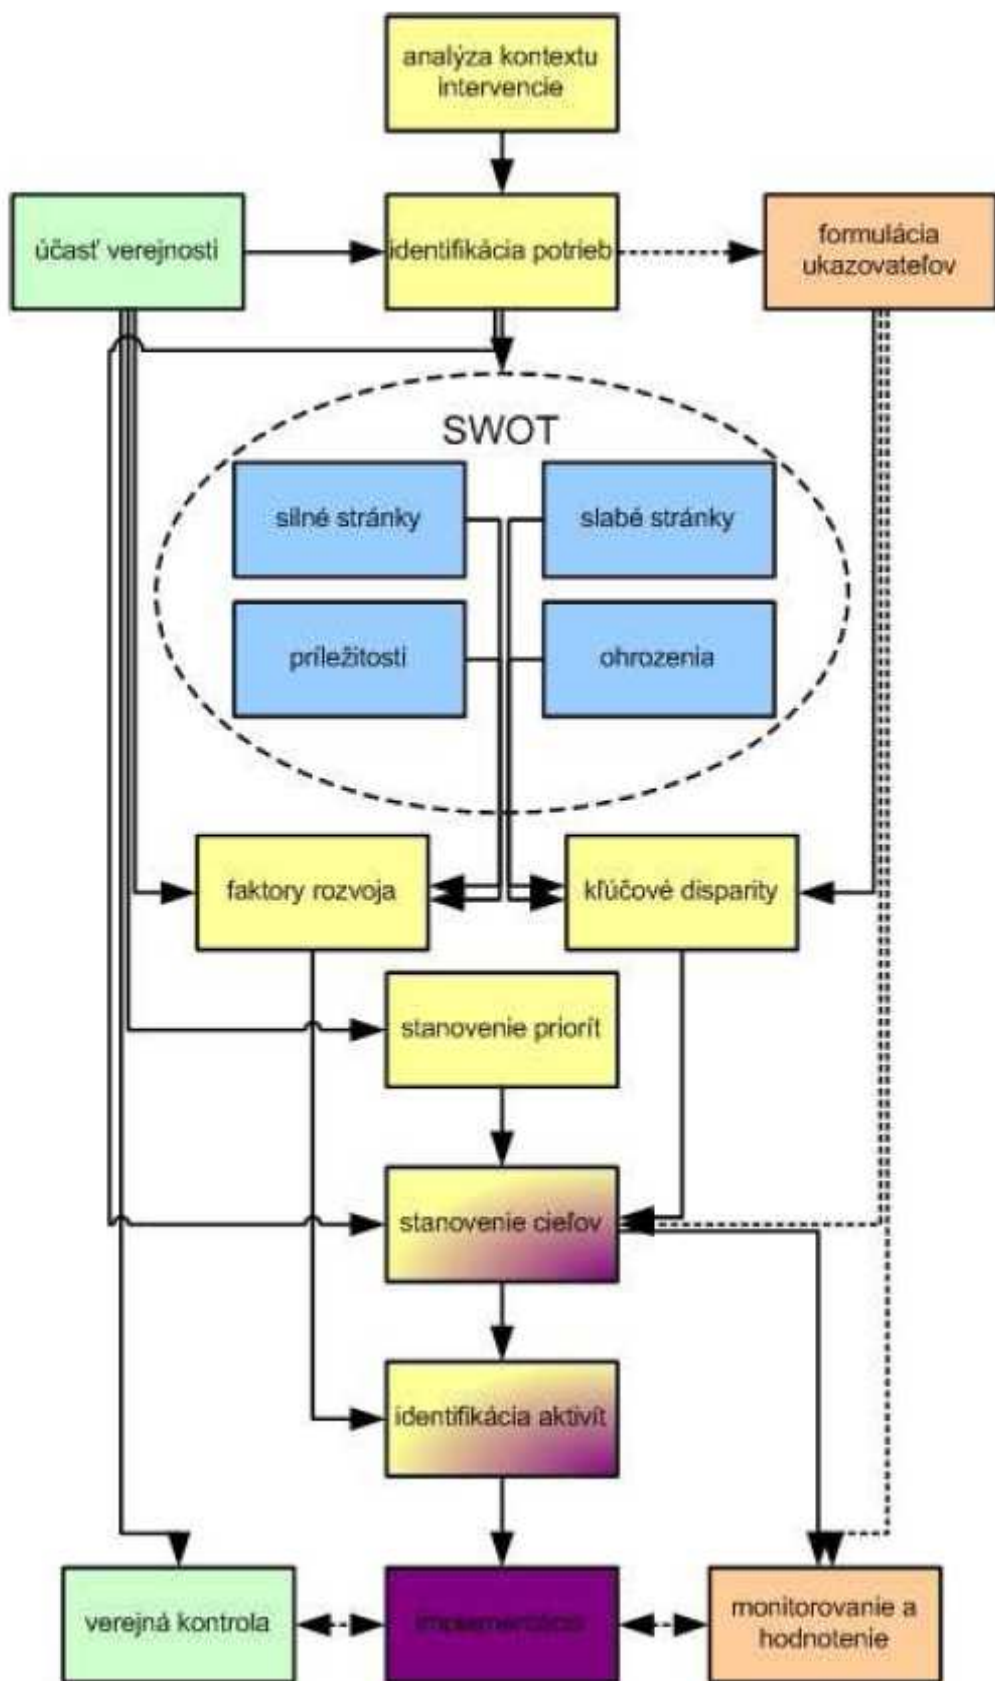 analýza kontextu
intervencie
účasť verejnosti
identifikácia potrieb
formulácia
ukazovateľov
SWOT
silné stránky
slabé stránky
príležitosti
ohrozenia
faktory rozvoja
kľúčové disparity
stanovenie priorít
stanovenie cieľov
identifikácia aktivít
verejná kontrola
implementácia
monitorovanie a
hodnotenie